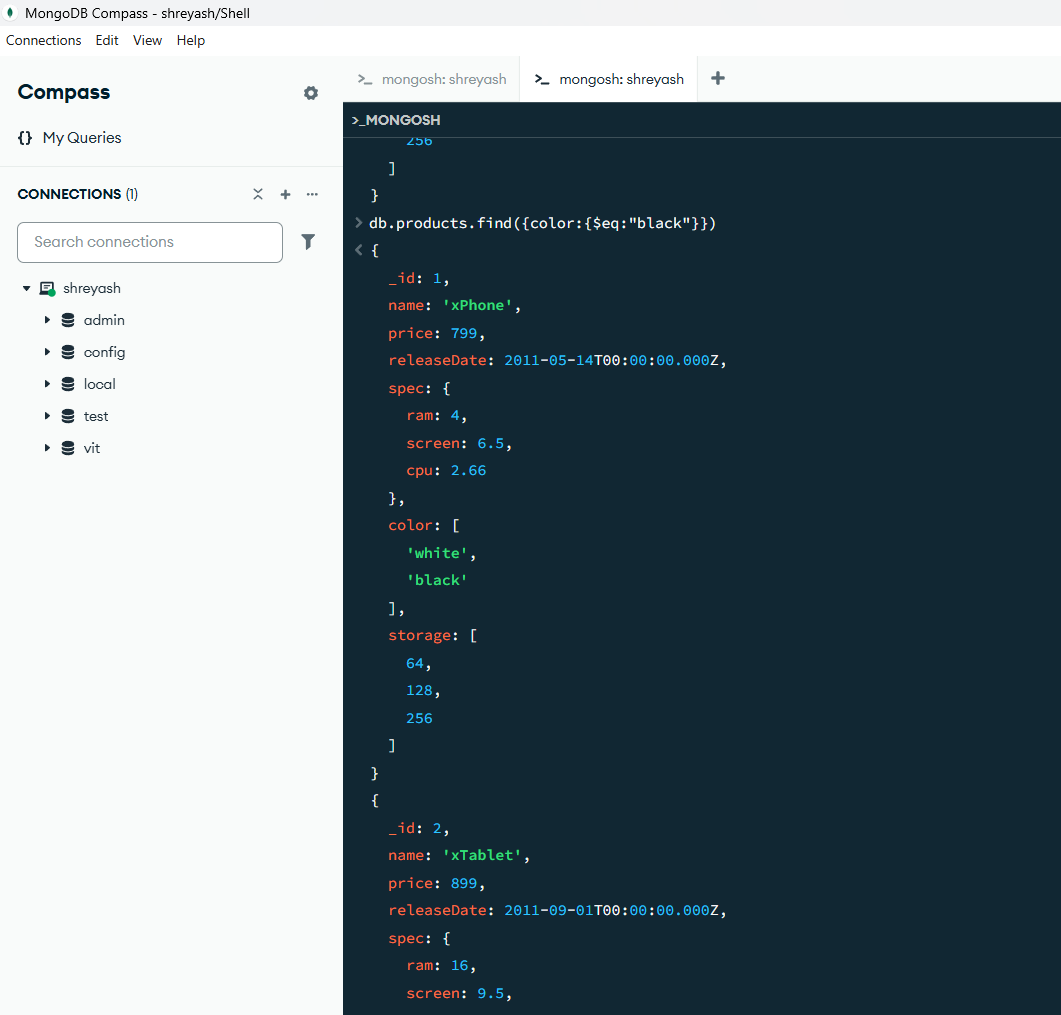 MongoDB Compass - shreyash/Shell
Connections Edit View Help
Compass
{} My Queries
CONNECTIONS (1)
Search connections
shreyash
admin
config
local
test
vit
>_ mongosh: shreyash
>_ mongosh: shreyash
>_MONGOSH
256
]
}
> db.products.find({color:{$eq:"black"}})
< {
_id: 1,
name: 'xPhone',
price: 799,
releaseDate: 2011-05-14T00:00:00.000Z,
spec: {
ram: 4,
screen: 6.5,
cpu: 2.66
},
color: [
'white',
'black'
],
storage: [
64,
128,
256
]
}
{
_id: 2,
name: 'xTablet',
price: 899,
releaseDate: 2011-09-01T00:00:00.000Z,
spec: {
ram: 16,
screen: 9.5,